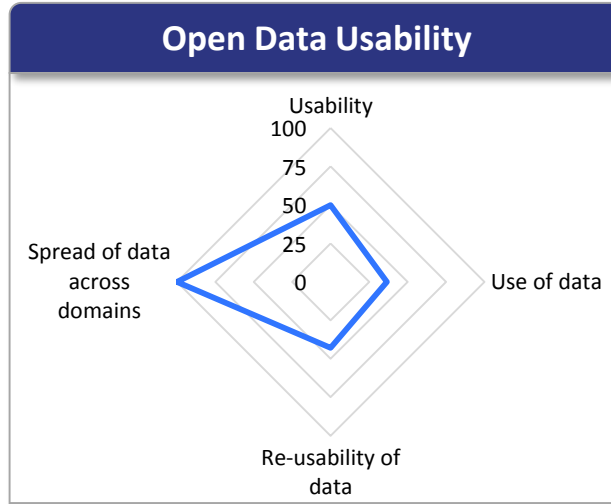 Open Data Usability
Usability
100
75
50
25
0
Spread of data
across
domains
Use of data
Re-usability of
data